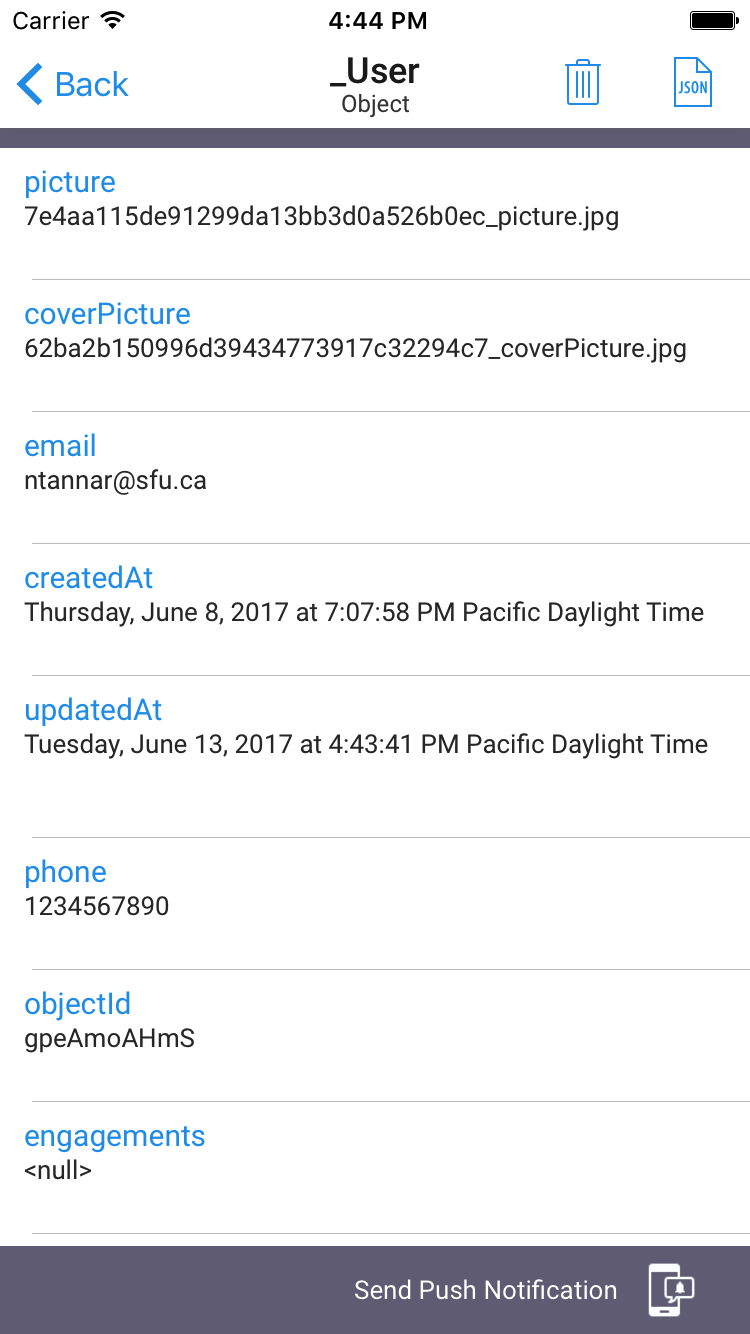 Carrier 4:44 PM
Back _User
Object
JSON
picture
7e4aa115de91299da13bb3d0a526b0ec_picture.jpg
coverPicture
62ba2b150996d39434773917c32294c7_coverPicture.jpg
email
ntannar@sfu.ca
createdAt
Thursday, June 8, 2017 at 7:07:58 PM Pacific Daylight Time
updatedAt
Tuesday, June 13, 2017 at 4:43:41 PM Pacific Daylight Time
phone
1234567890
objectId
gpeAmoAHmS
engagements
<null>
Send Push Notification